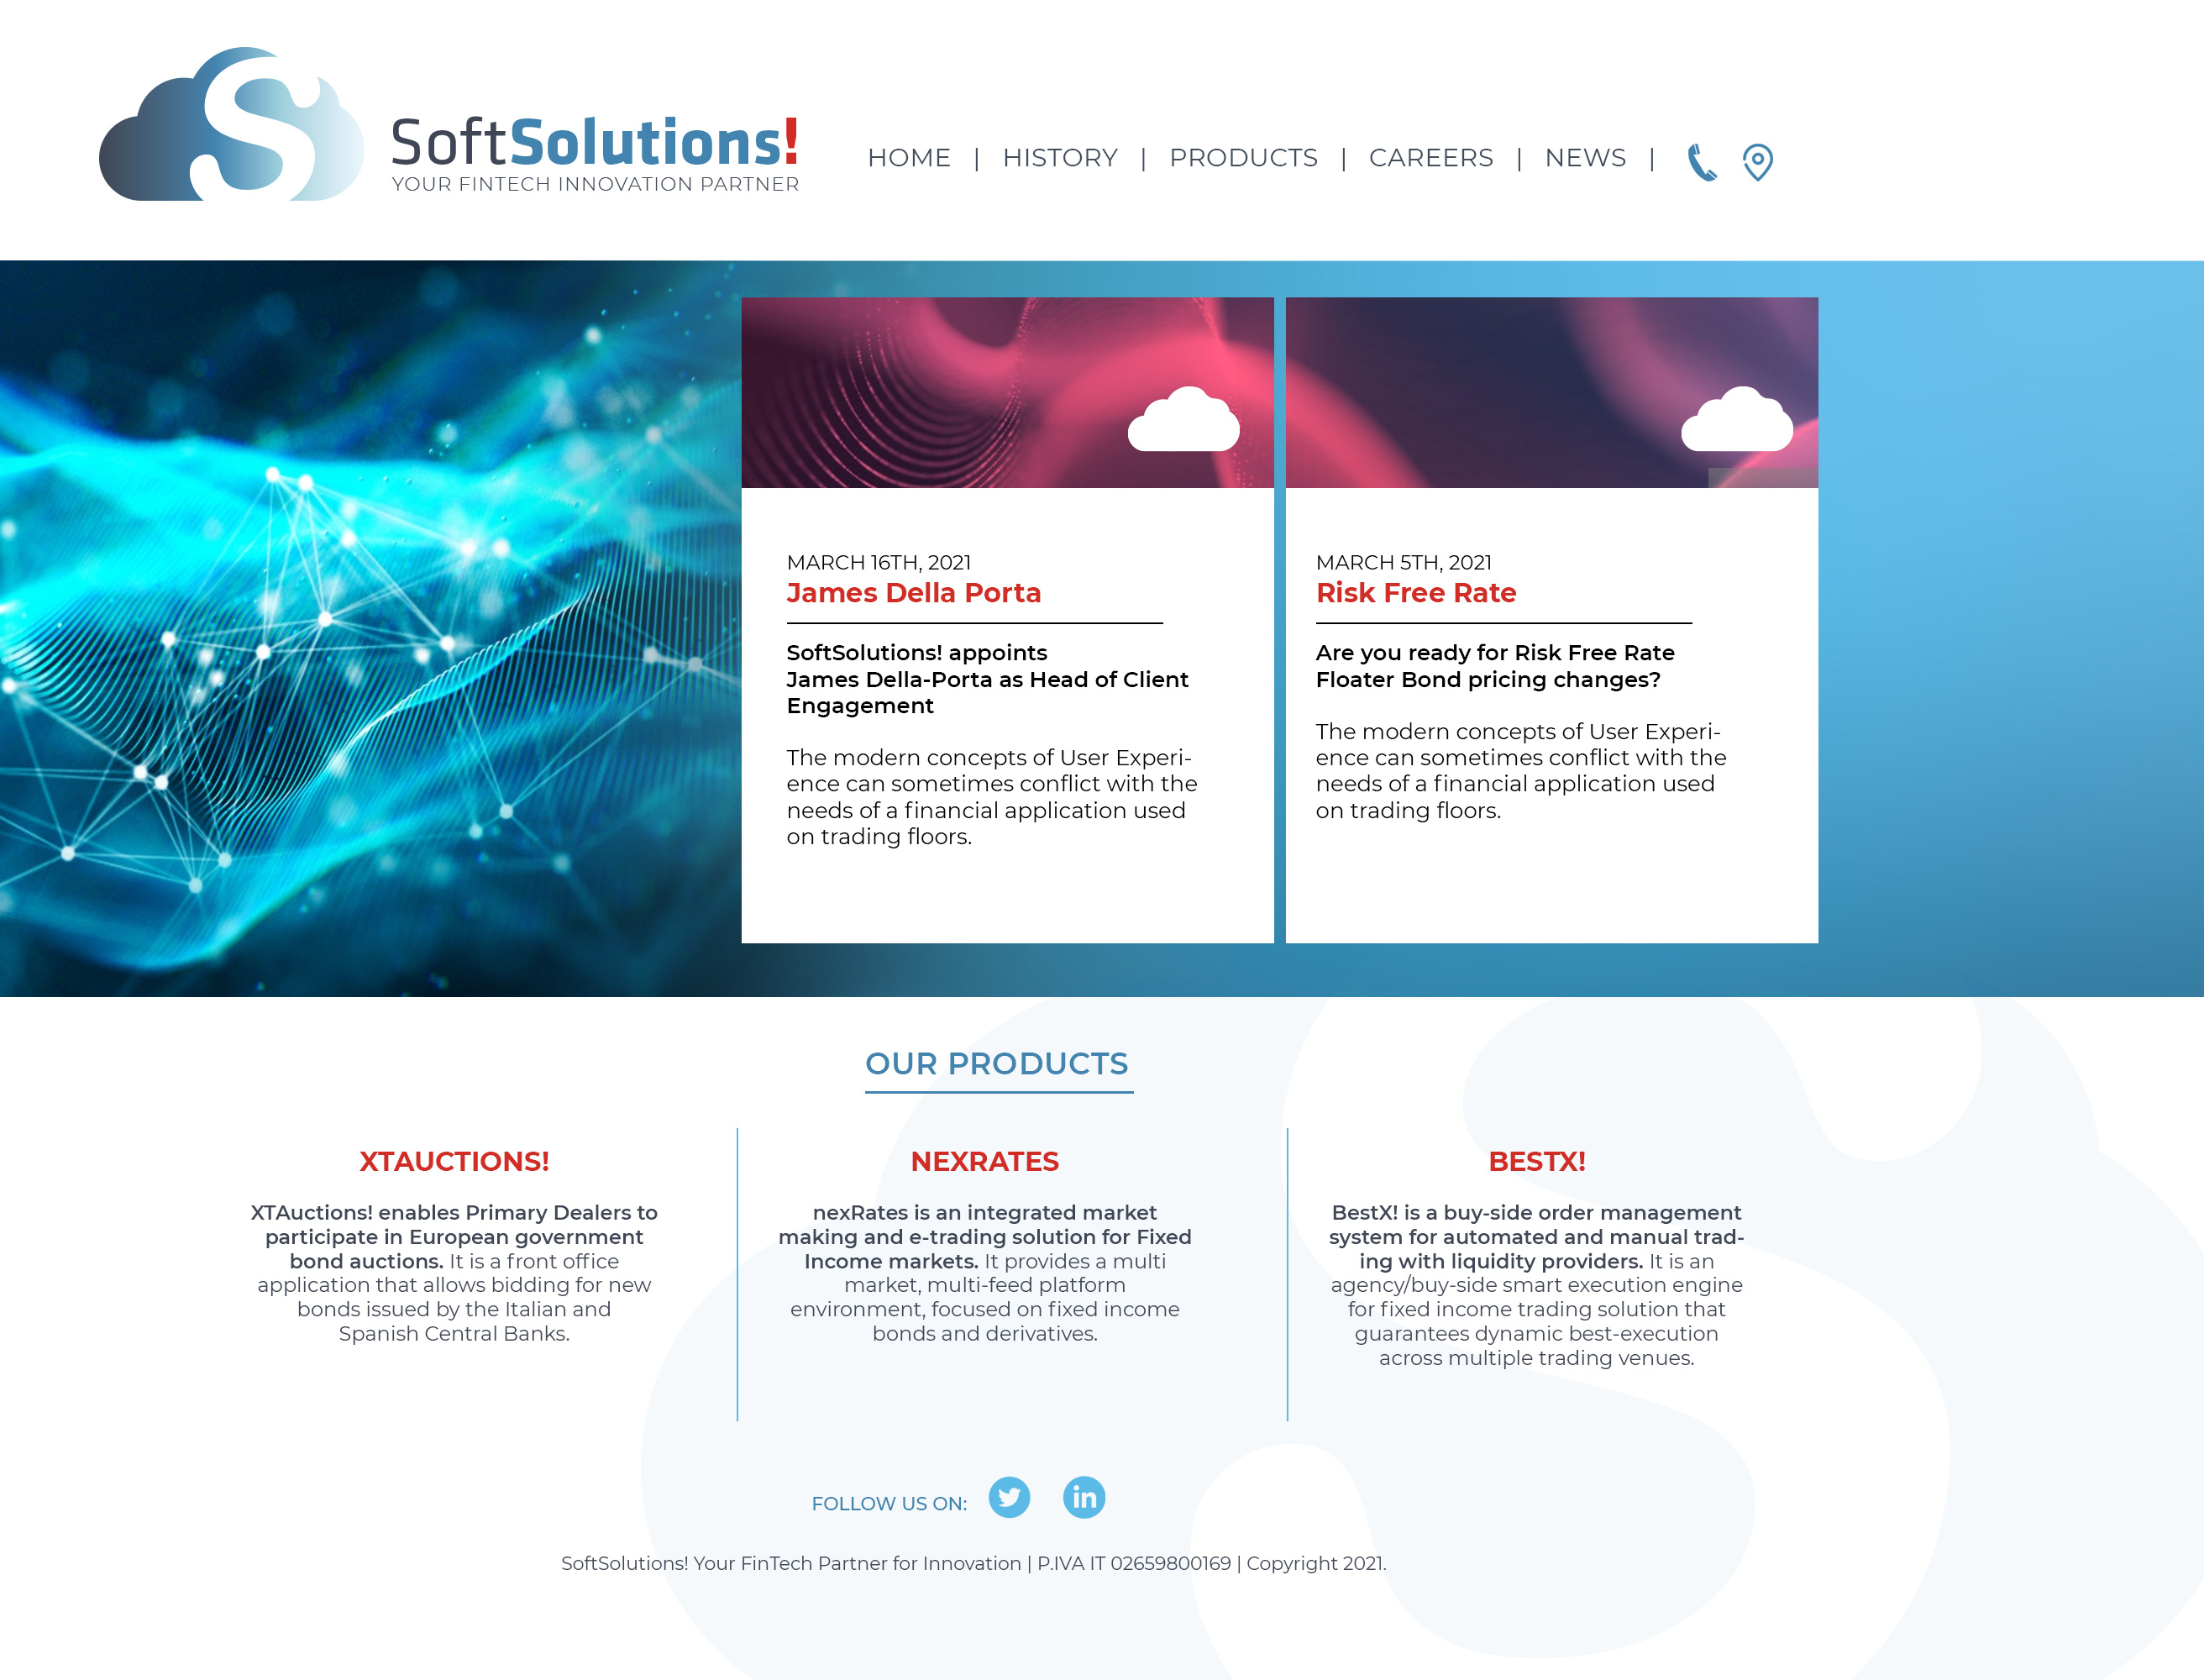 SoftSolutions!
YOUR FINTECH INNOVATION PARTNER
HOME | HISTORY | PRODUCTS | CAREERS | NEWS |
MARCH 16TH, 2021
James Della Porta
SoftSolutions! appoints
James Della-Porta as Head of Client
Engagement
The modern concepts of User Experi-
ence can sometimes conflict with the
needs of a financial application used
on trading floors.
MARCH 5TH, 2021
Risk Free Rate
Are you ready for Risk Free Rate
Floater Bond pricing changes?
The modern concepts of User Experi-
ence can sometimes conflict with the
needs of a financial application used
on trading floors.
OUR PRODUCTS
XTAUCTIONS!
XTAuctions! enables Primary Dealers to
participate in European government
bond auctions. It is a front office
application that allows bidding for new
bonds issued by the Italian and
Spanish Central Banks.
NEXRATES
nexRates is an integrated market
making and e-trading solution for Fixed
Income markets. It provides a multi
market, multi-feed platform
environment, focused on fixed income
bonds and derivatives.
BESTX!
BestX! is a buy-side order management
system for automated and manual trad-
ing with liquidity providers. It is an
agency/buy-side smart execution engine
for fixed income trading solution that
guarantees dynamic best-execution
across multiple trading venues.
FOLLOW US ON:
in
SoftSolutions! Your FinTech Partner for Innovation | P.IVA IT 02659800169 | Copyright 2021.